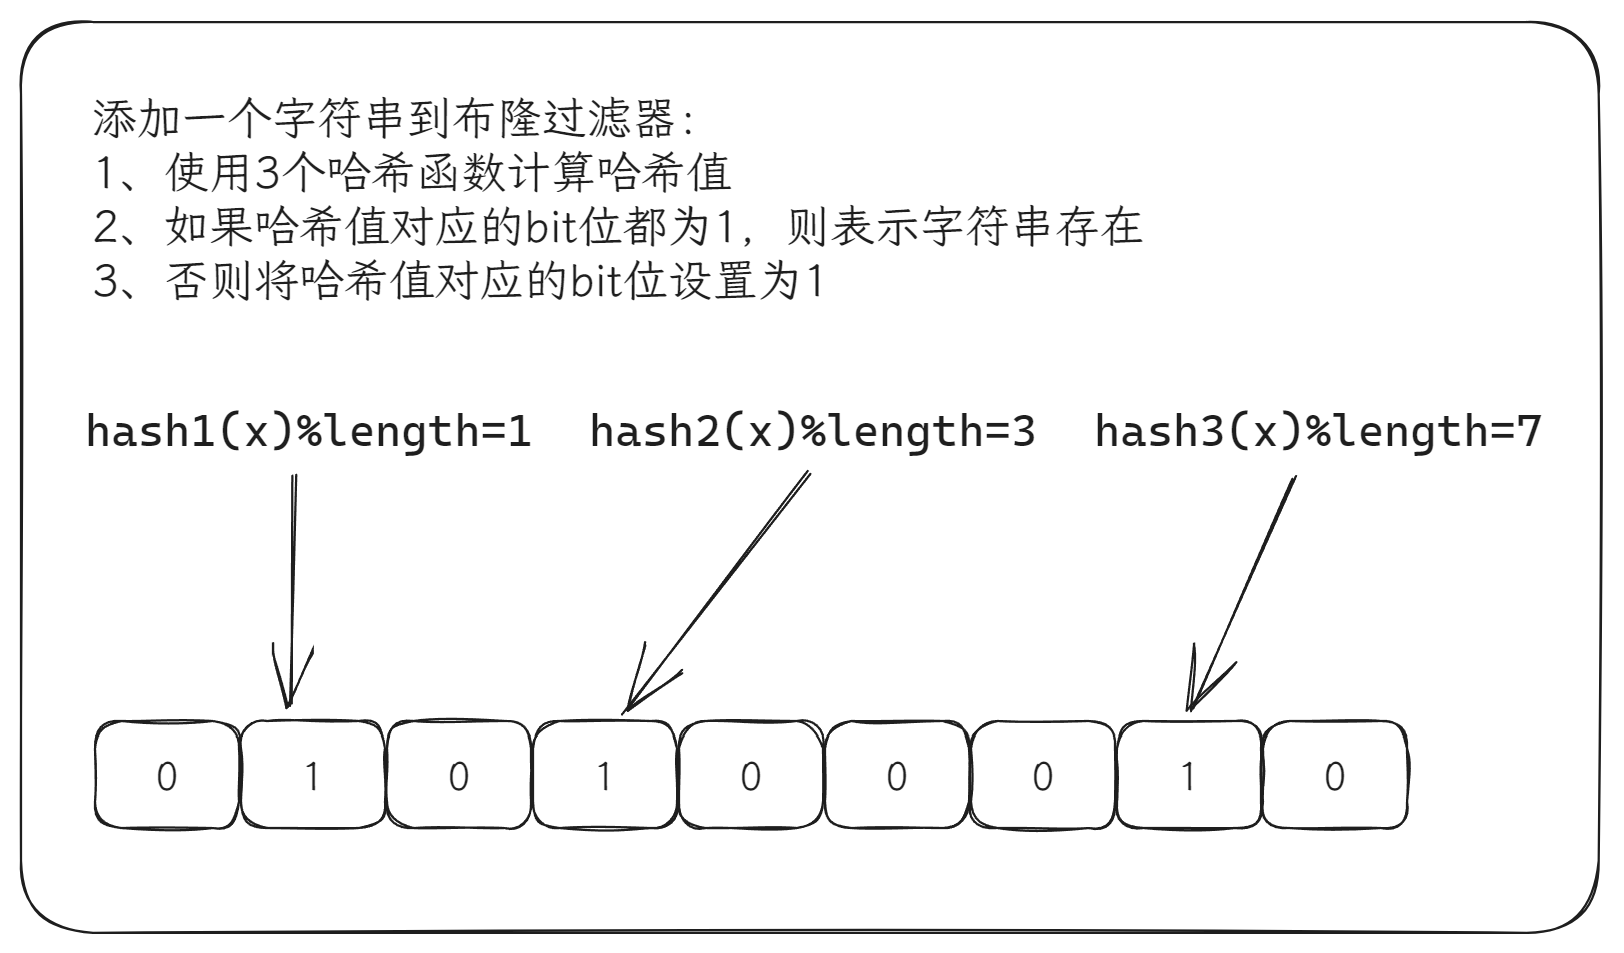 添加一个字符串到布隆过滤器：
1、使用3个哈希函数计算哈希值
2、如果哈希值对应的bit位都为1，则表示字符串存在
3、否则将哈希值对应的bit位设置为1
hash1(x)%length=1 hash2(x)%length=3 hash3(x)%length=7
0 1 0 1 0 0 0 1 0